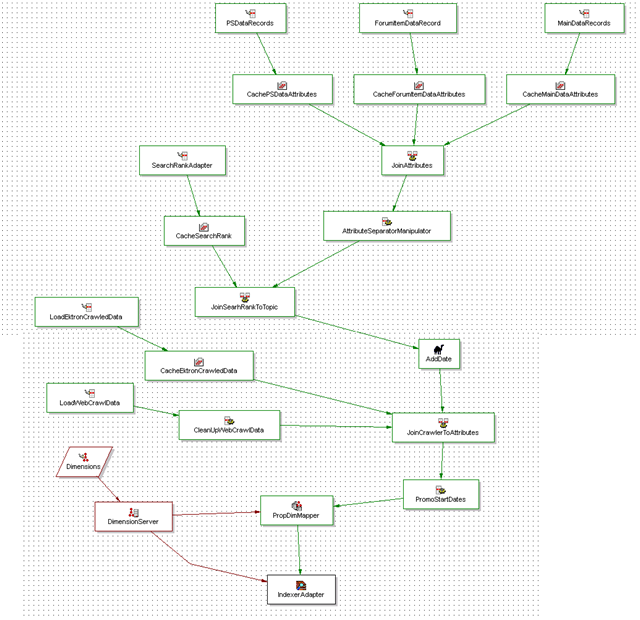 PSDataRecords
ForumItemDataRecord
MainDataRecords
CachePSDataAttributes
CacheForumItemDataAttributes
CacheMainDataAttributes
SearchRankAdapter
JoinAttributes
CacheSearchRank
AttributeSeparatorManipulator
JoinSearhRankToTopic
LoadEktronCrawledData
AddDate
CacheEktronCrawledData
LoadWebCrawlData
CleanUpWebCrawlData
JoinCrawlerToAttributes
Dimensions
PromoStartDates
DimensionServer
PropDimMapper
IndexerAdapter